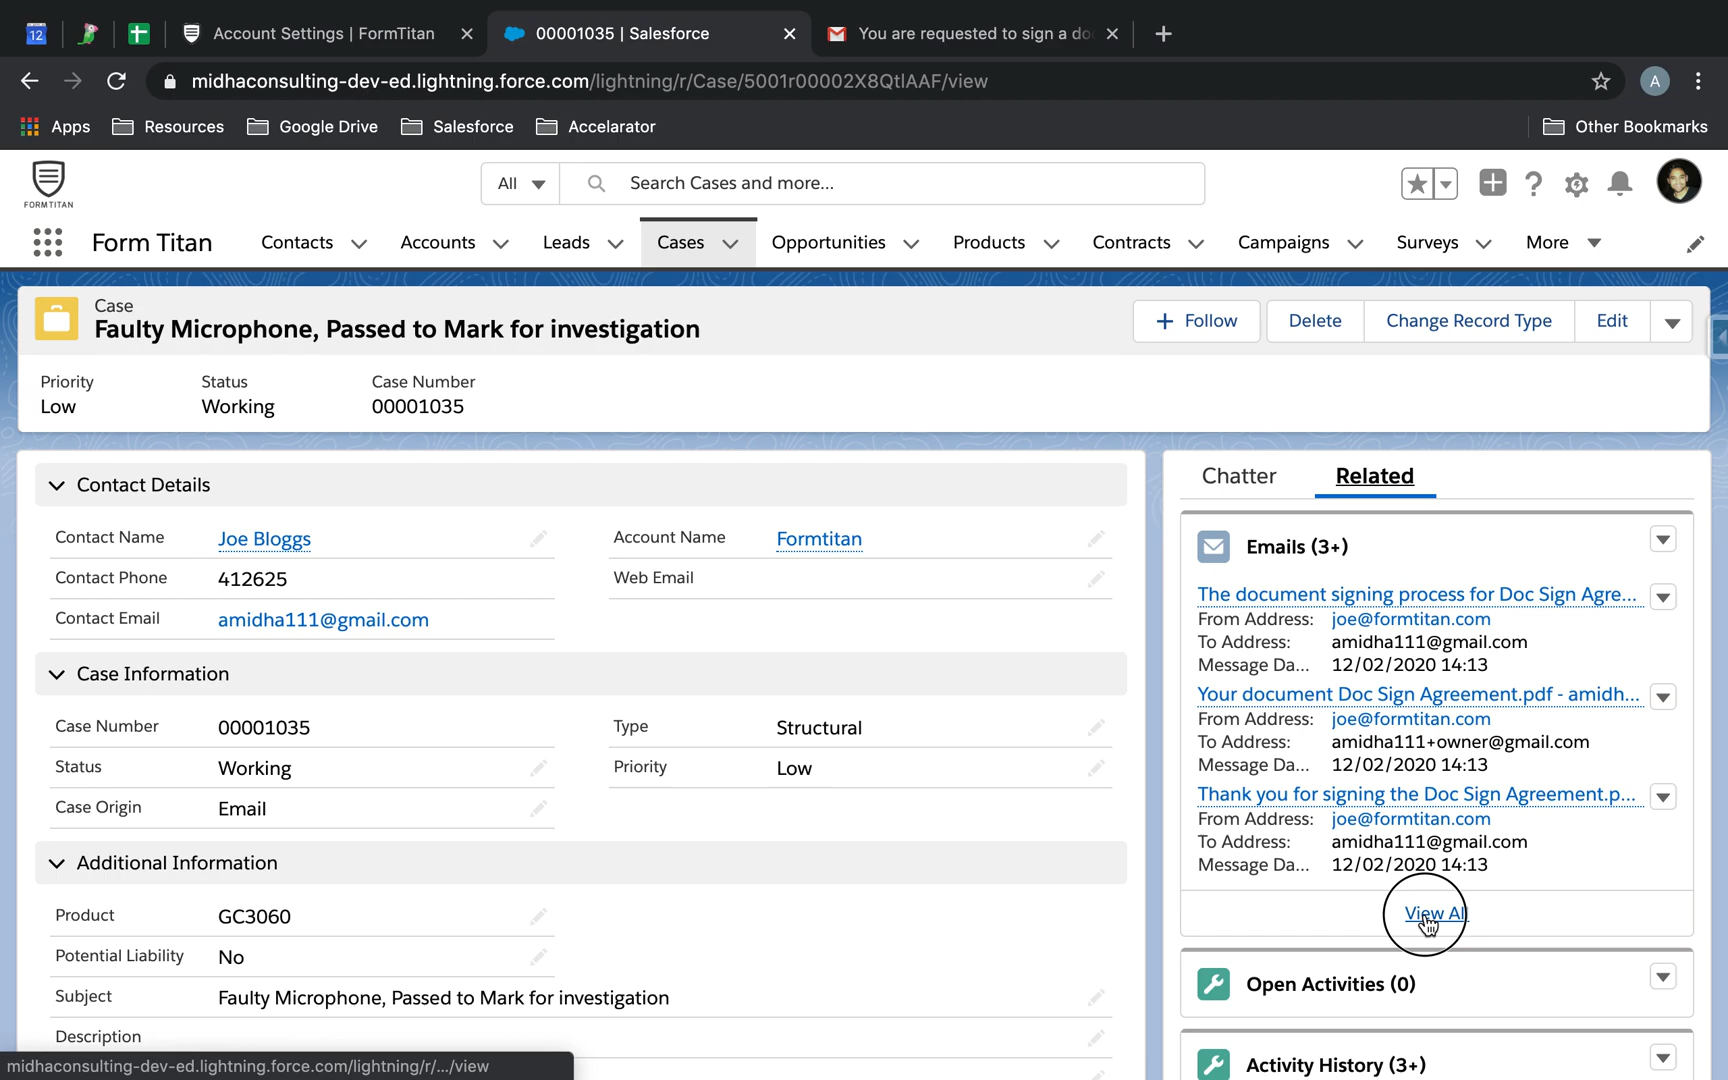 12
Account Settings | FormTitan
00001035 | Salesforce
You are requested to sign a do
midhaconsulting-dev-ed.lightning.force.com/lightning/r/Case/5001r00002X8QtlAAF/view
A
Apps
Resources
Google Drive
Salesforce
Accelarator
Other Bookmarks
FORMTITAN
All
Search Cases and more...
Form Titan
Contacts
Accounts
Leads
Cases
Opportunities
Products
Contracts
Campaigns
Surveys
More
Case
Faulty Microphone, Passed to Mark for investigation
Follow
Delete
Change Record Type
Edit
Priority
Low
Status
Working
Case Number
00001035
Contact Details
Contact Name Joe Bloggs
Account Name Formtitan
Contact Phone 412625
Web Email
Contact Email amidha111@gmail.com
Case Information
Case Number 00001035
Type Structural
Status Working
Priority Low
Case Origin Email
Additional Information
Product GC3060
Potential Liability No
Subject Faulty Microphone, Passed to Mark for investigation
Description
midhaconsulting-dev-ed.lightning.force.com/lightning/r/.../view
Chatter
Related
Emails (3+)
The document signing process for Doc Sign Agre...
From Address: joe@formtitan.com
To Address: amidha111@gmail.com
Message Da... 12/02/2020 14:13
Your document Doc Sign Agreement.pdf - amidh...
From Address: joe@formtitan.com
To Address: amidha111+owner@gmail.com
Message Da... 12/02/2020 14:13
Thank you for signing the Doc Sign Agreement.p...
From Address: joe@formtitan.com
To Address: amidha111@gmail.com
Message Da... 12/02/2020 14:13
View All
Open Activities (0)
Activity History (3+)